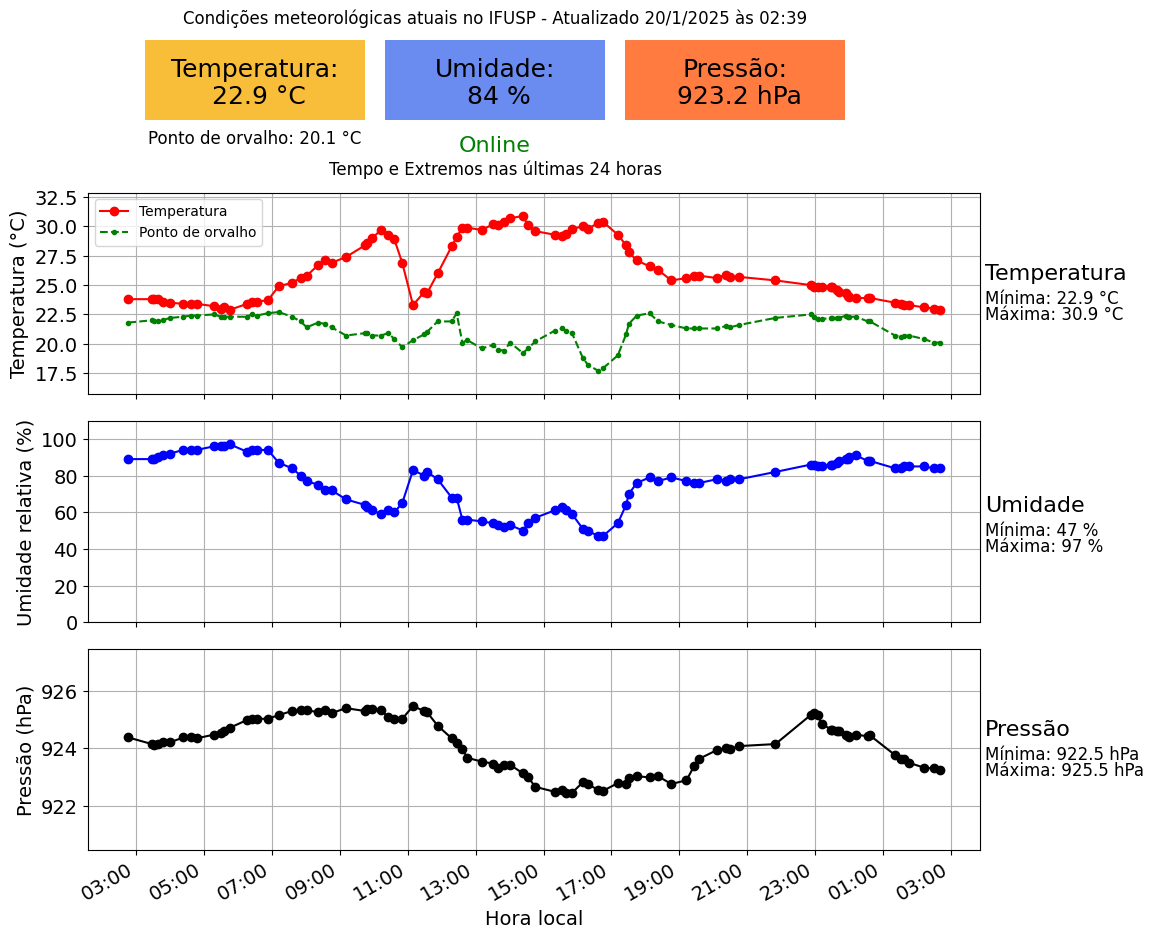 Condições meteorológicas atuais no IFUSP - Atualizado 20/1/2025 às 02:39
Temperatura:
22.9 °C
Umidade:
84 %
Pressão:
923.2 hPa
Ponto de orvalho: 20.1 °C
Online
Tempo e Extremos nas últimas 24 horas
Temperatura (°C)
32.5
30.0
27.5
25.0
22.5
20.0
17.5
Temperatura
Ponto de orvalho
Temperatura
Mínima: 22.9 °C
Máxima: 30.9 °C
Umidade relativa (%)
100
80
60
40
20
0
Umidade
Mínima: 47 %
Máxima: 97 %
Pressão (hPa)
926
924
922
Pressão
Mínima: 922.5 hPa
Máxima: 925.5 hPa
03:00 05:00 07:00 09:00 11:00 13:00 15:00 17:00 19:00 21:00 23:00 01:00 03:00
Hora local